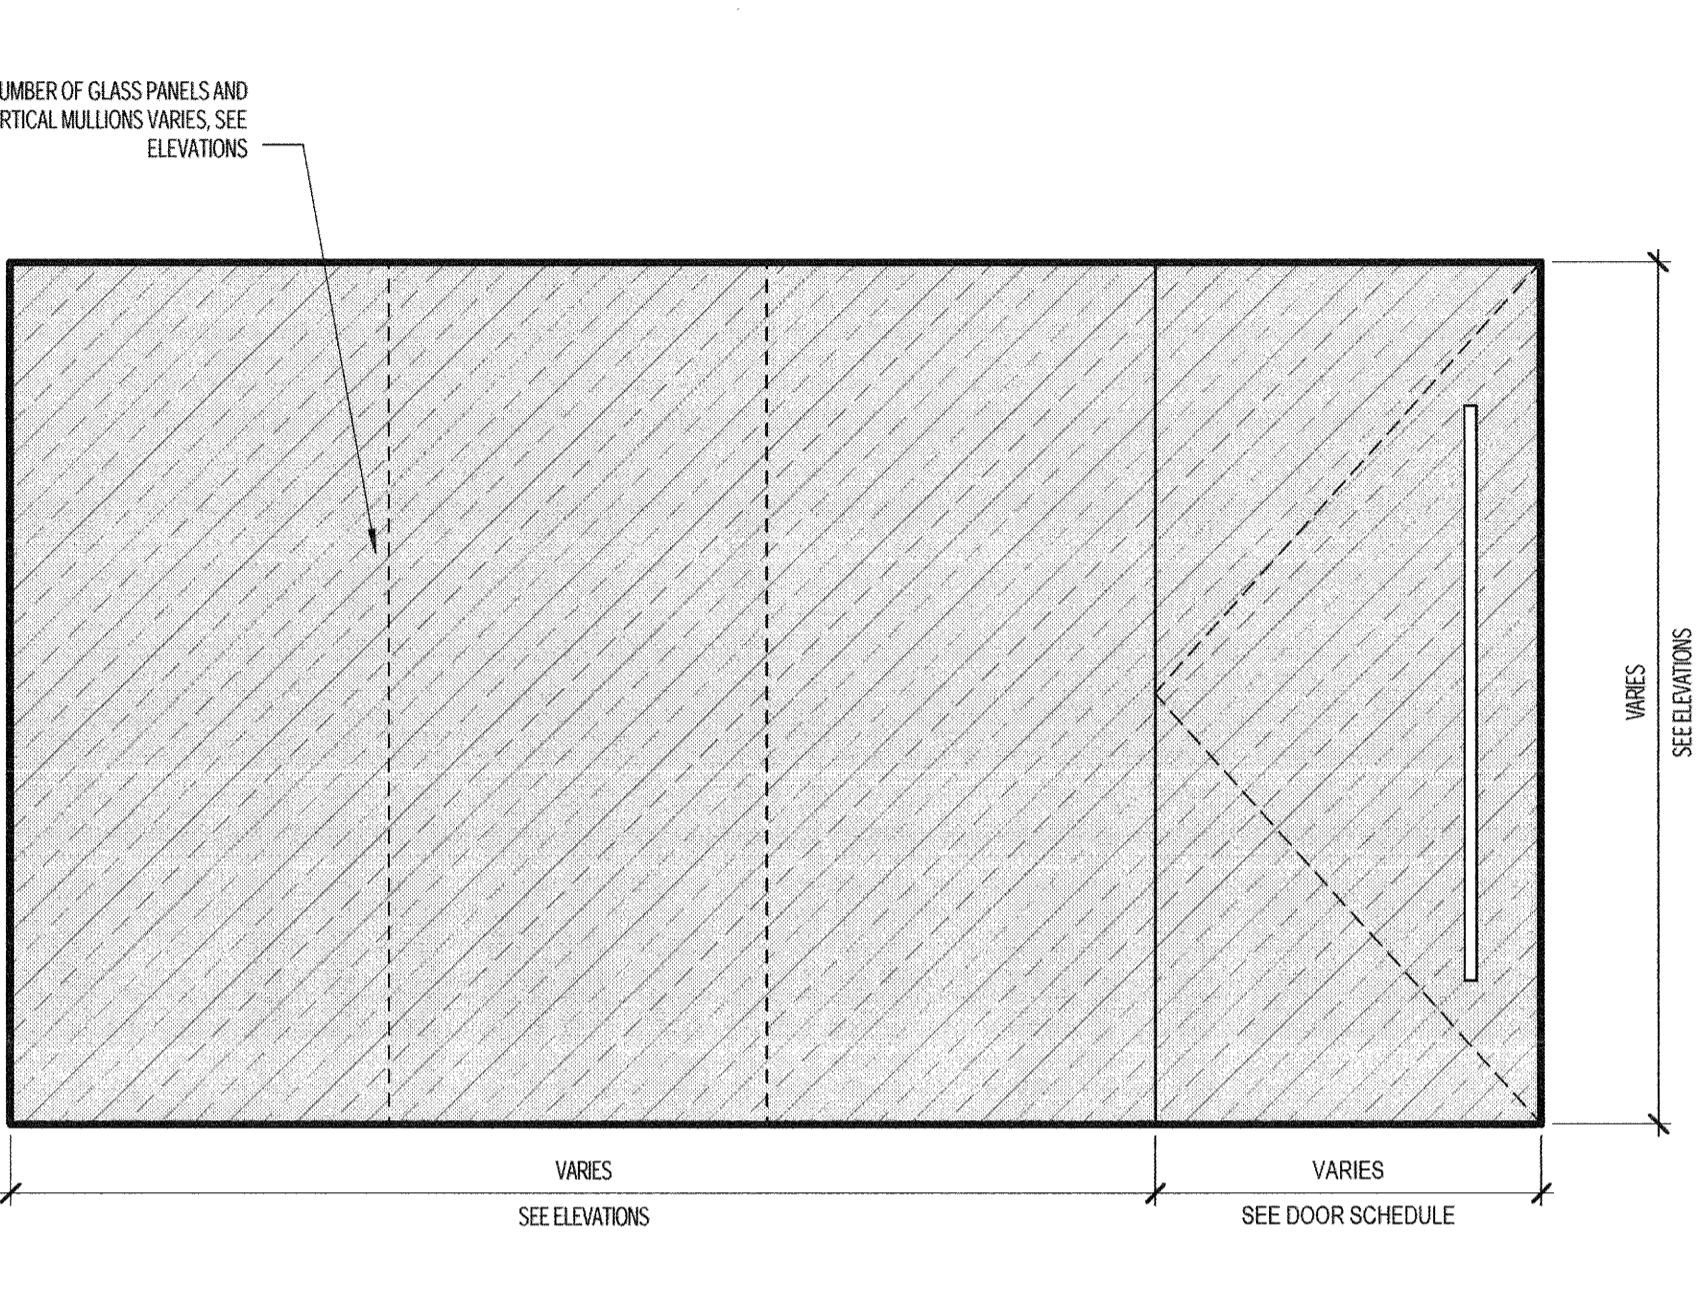 UMBER OF GLASS PANELS AND
RTICAL MULLIONS VARIES, SEE
ELEVATIONS
VARIES
SEE ELEVATIONS
VARIES
SEE ELEVATIONS
VARIES
SEE DOOR SCHEDULE